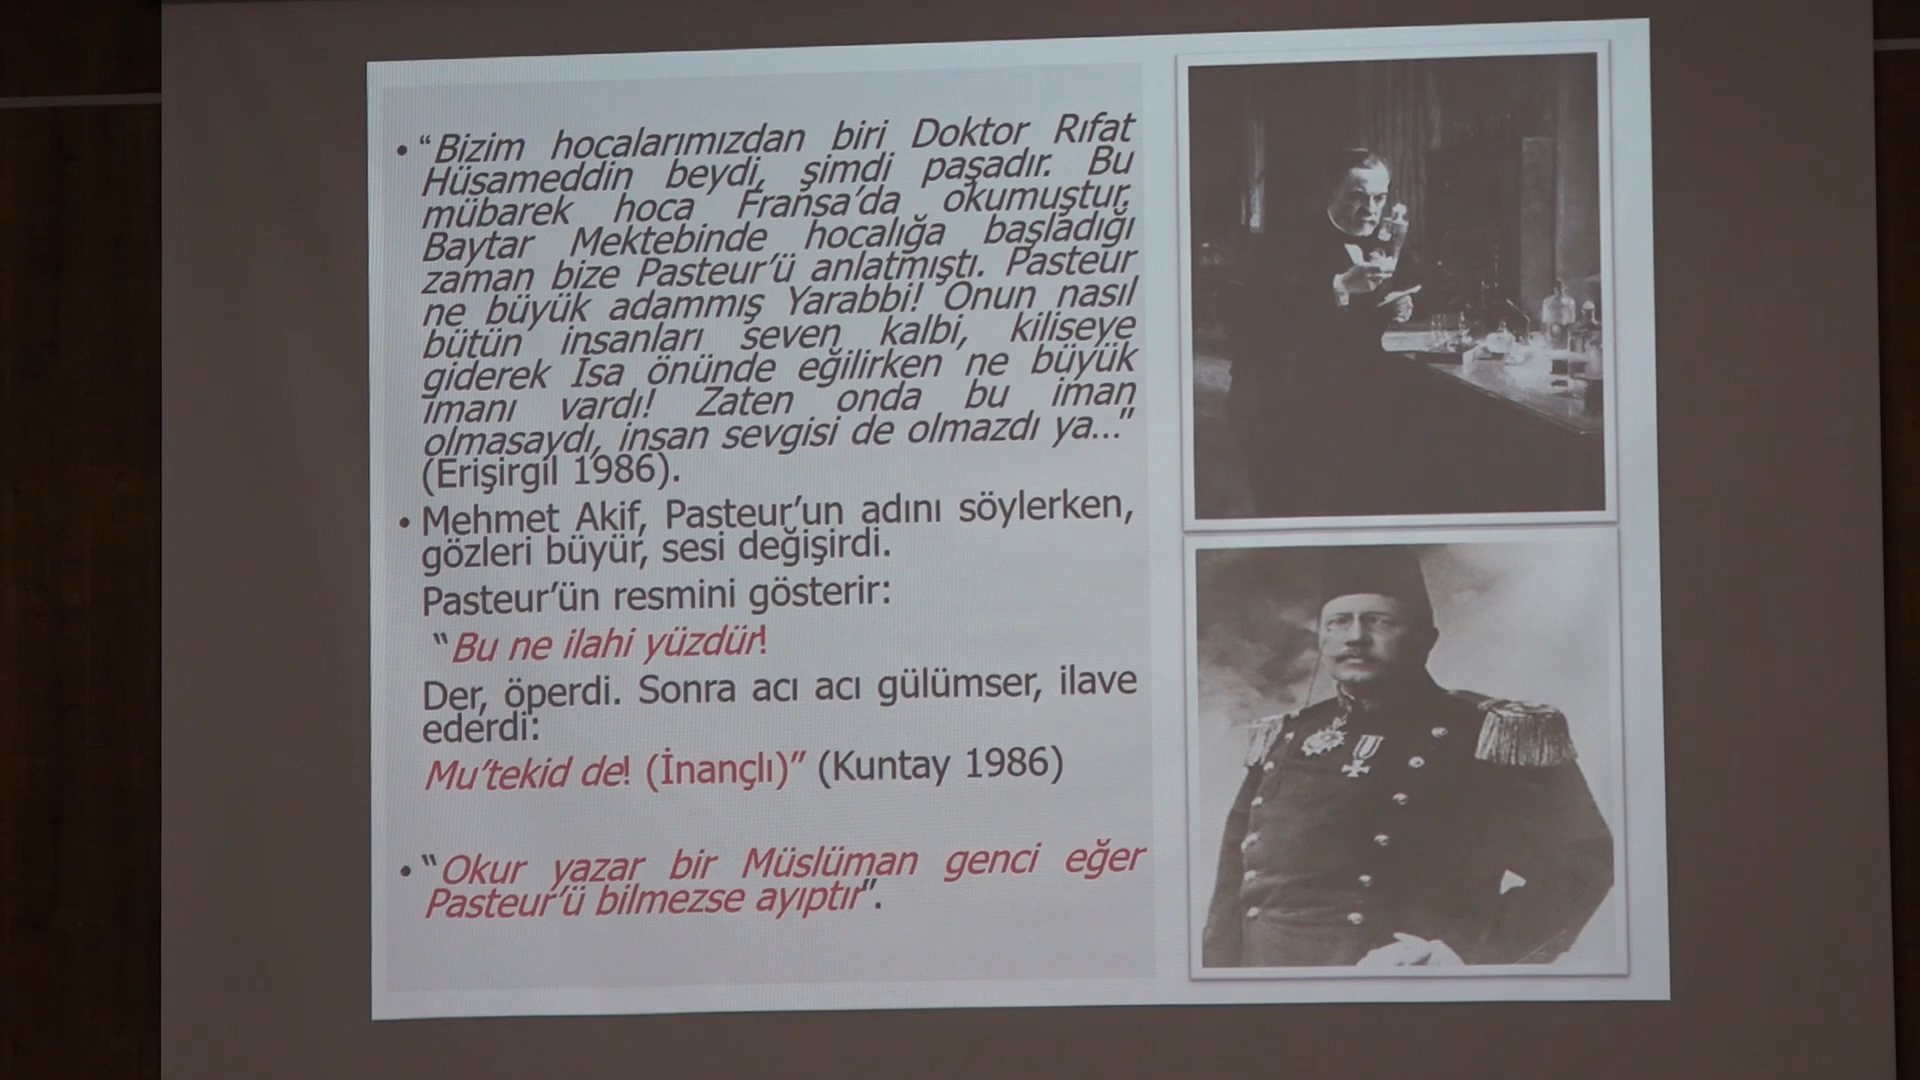 • “Bizim hocalarımızdan biri Doktor Rıfat
Hüsameddin beydi, şimdi paşadır. Bu
mübarek hoca Fransa’da okumuştur.
Baytar Mektebinde hocalığa başladığı
zaman bize Pasteur’ü anlatmıştı. Pasteur
ne büyük adammış Yarabbi! Onun nasıl
bütün insanları seven kalbi, kiliseye
giderek İsa önünde eğilirken ne büyük
imanı vardı! Zaten onda bu iman
olmasaydı, insan sevgisi de olmazdı ya...”
(Erişirgil 1986).
• Mehmet Akif, Pasteur’un adını söylerken,
gözleri büyür, sesi değişirdi.
Pasteur’ün resmini gösterir:
“Bu ne ilahi yüzdür!
Der, öperdi. Sonra acı acı gülümser, ilave
ederdi:
Mu’tekid de! (İnançlı)” (Kuntay 1986)
• “Okur yazar bir Müslüman genci eğer
Pasteur’ü bilmezse ayıptır”.